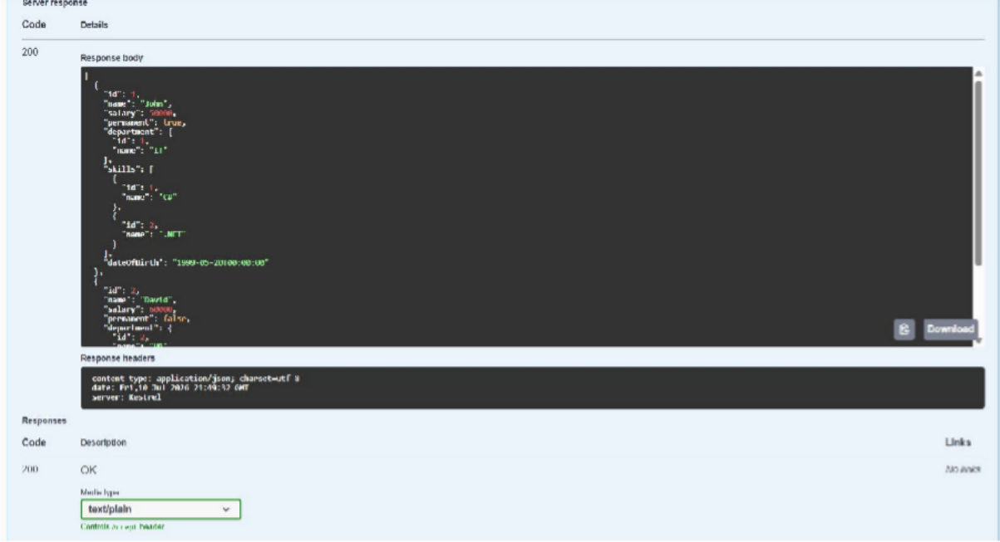 Server response
Code Details
200
Response body
[
{
"id": 1,
"name": "John",
"salary": 50000,
"permanent": true,
"department": {
"id": 1,
"name": "IT"
},
"skills": [
{
"id": 1,
"name": "C#"
},
{
"id": 2,
"name": ".NET"
}
],
"dateOfBirth": "1999-05-20T00:00:00"
},
{
"id": 2,
"name": "David",
"salary": 60000,
"permanent": false,
"department": {
"id": 2,
"name": "HR"
Download
Response headers
content type: application/json; charset=utf 8
date: Fri,10 Jul 2026 21:49:32 GMT
server: Kestrel
Responses
Code Description Links
200 OK No links
Media type
text/plain
Controls Accept header